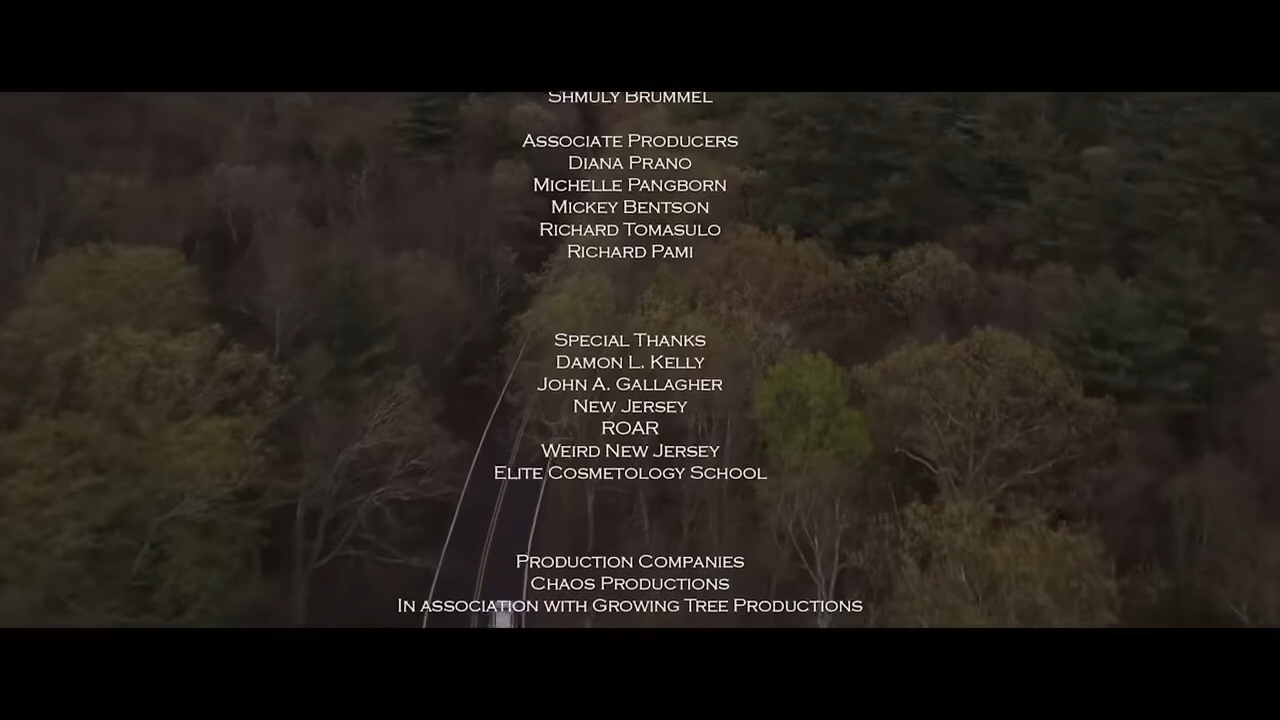 Shmuly Brummel
Associate Producers
Diana Prano
Michelle Pangborn
Mickey Bentson
Richard Tomasulo
Richard Pami
Special Thanks
Damon L. Kelly
John A. Gallagher
New Jersey
ROAR
Weird New Jersey
Elite Cosmetology School
Production Companies
Chaos Productions
In association with Growing Tree Productions